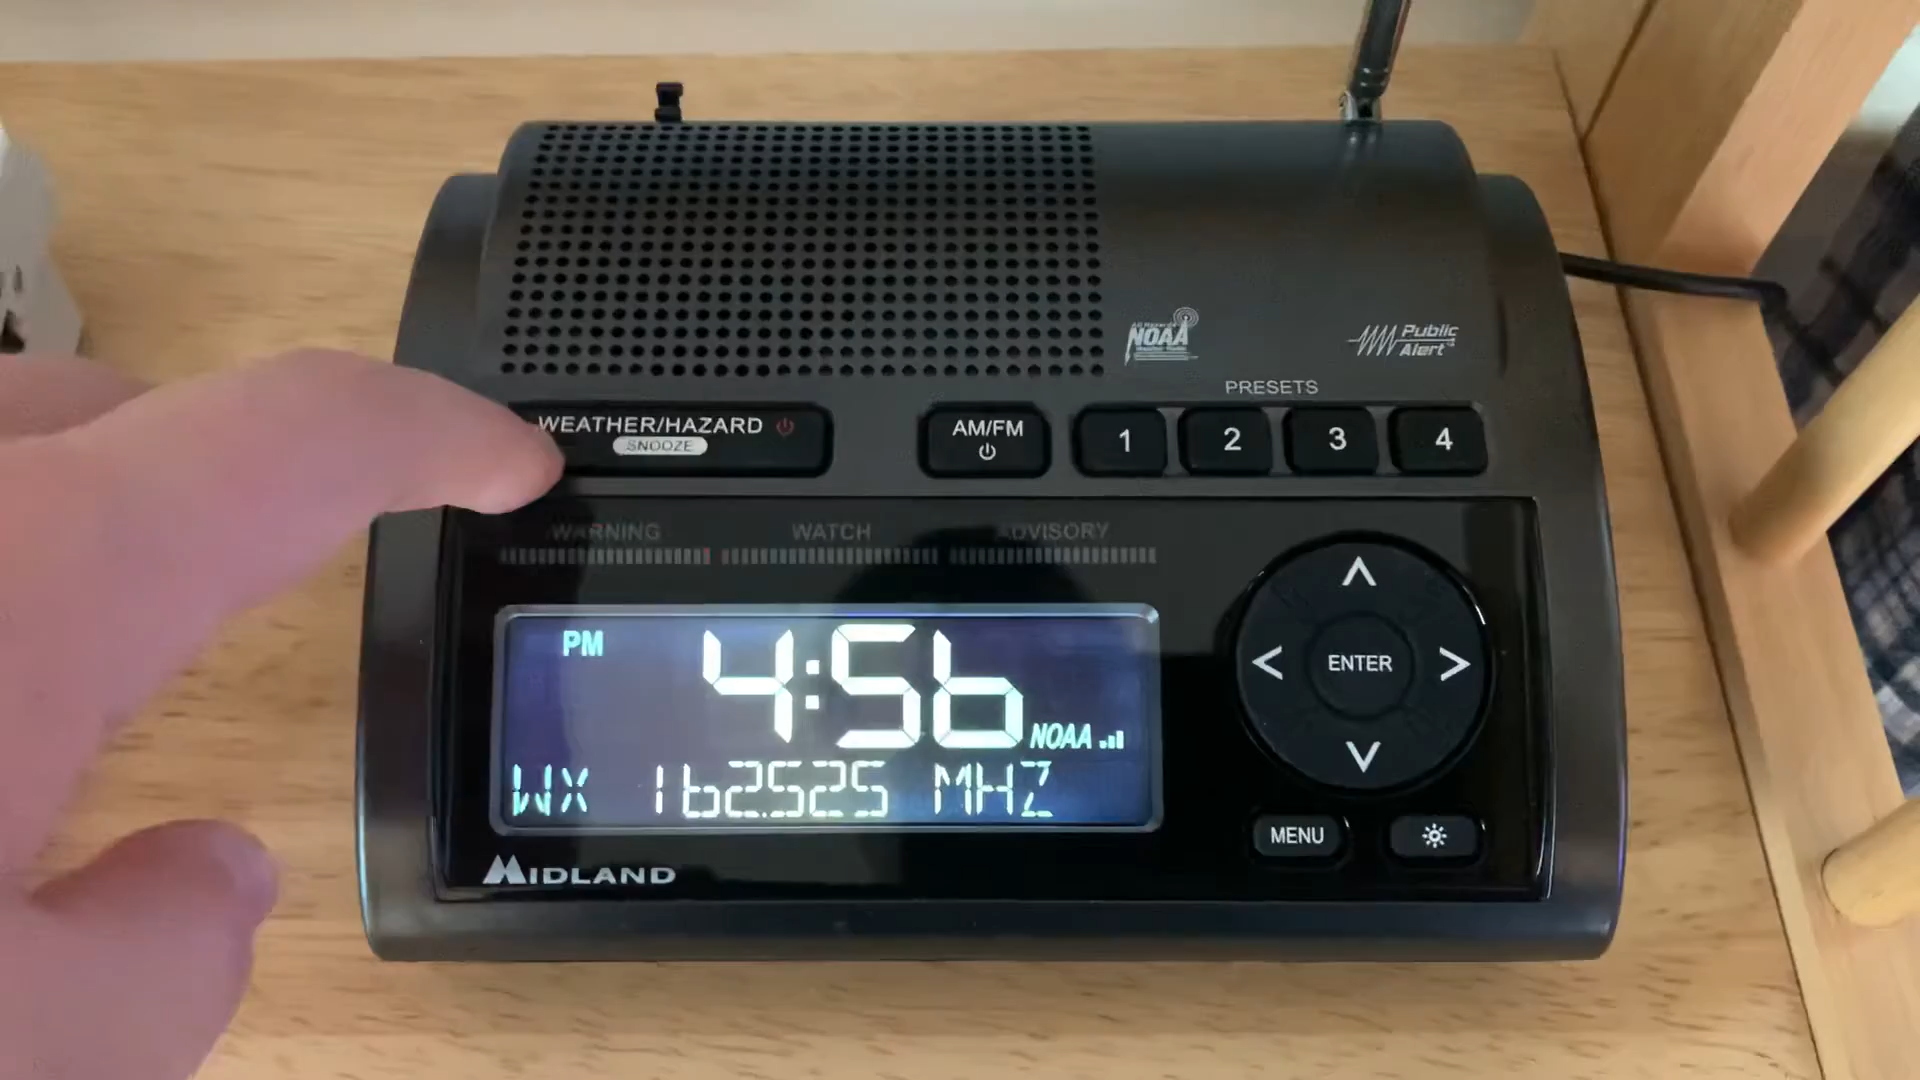 NOAA
Public
Alert
PRESETS
WEATHER/HAZARD
SNOOZE
AM/FM
1
2
3
4
WARNING
WATCH
ADVISORY
PM
4:56
NOAA
WX 162.525 MHZ
ENTER
MENU
MIDLAND